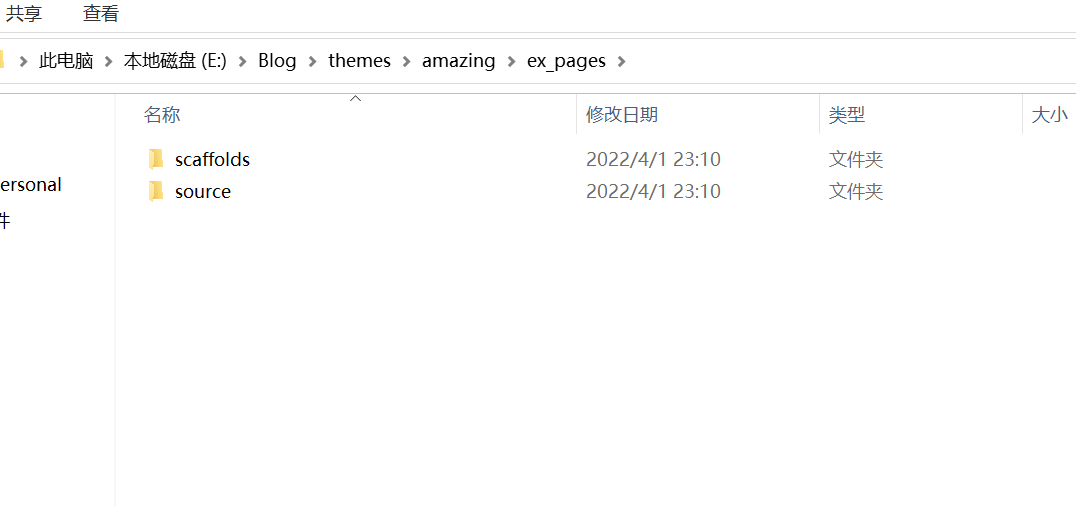 共享 查看
此电脑 本地磁盘 (E:) Blog themes amazing ex_pages
名称 修改日期 类型 大小
scaffolds 2022/4/1 23:10 文件夹
ersonal
source 2022/4/1 23:10 文件夹
件